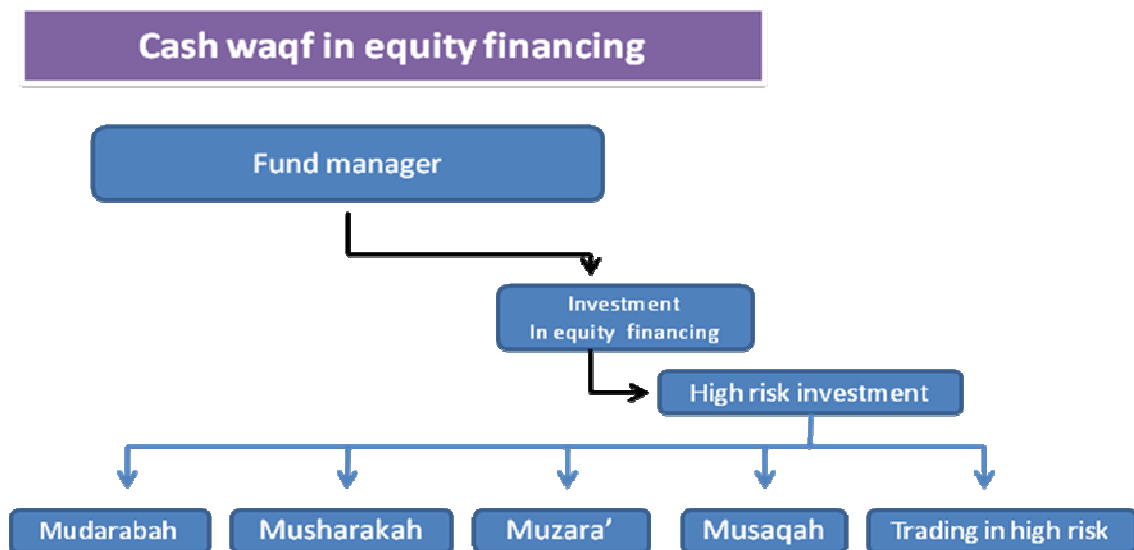 Cash waqf in equity financing
Fund manager
Investment
In equity financing
High risk investment
Mudarabah
Musharakah
Muzara’
Musaqah
Trading in high risk